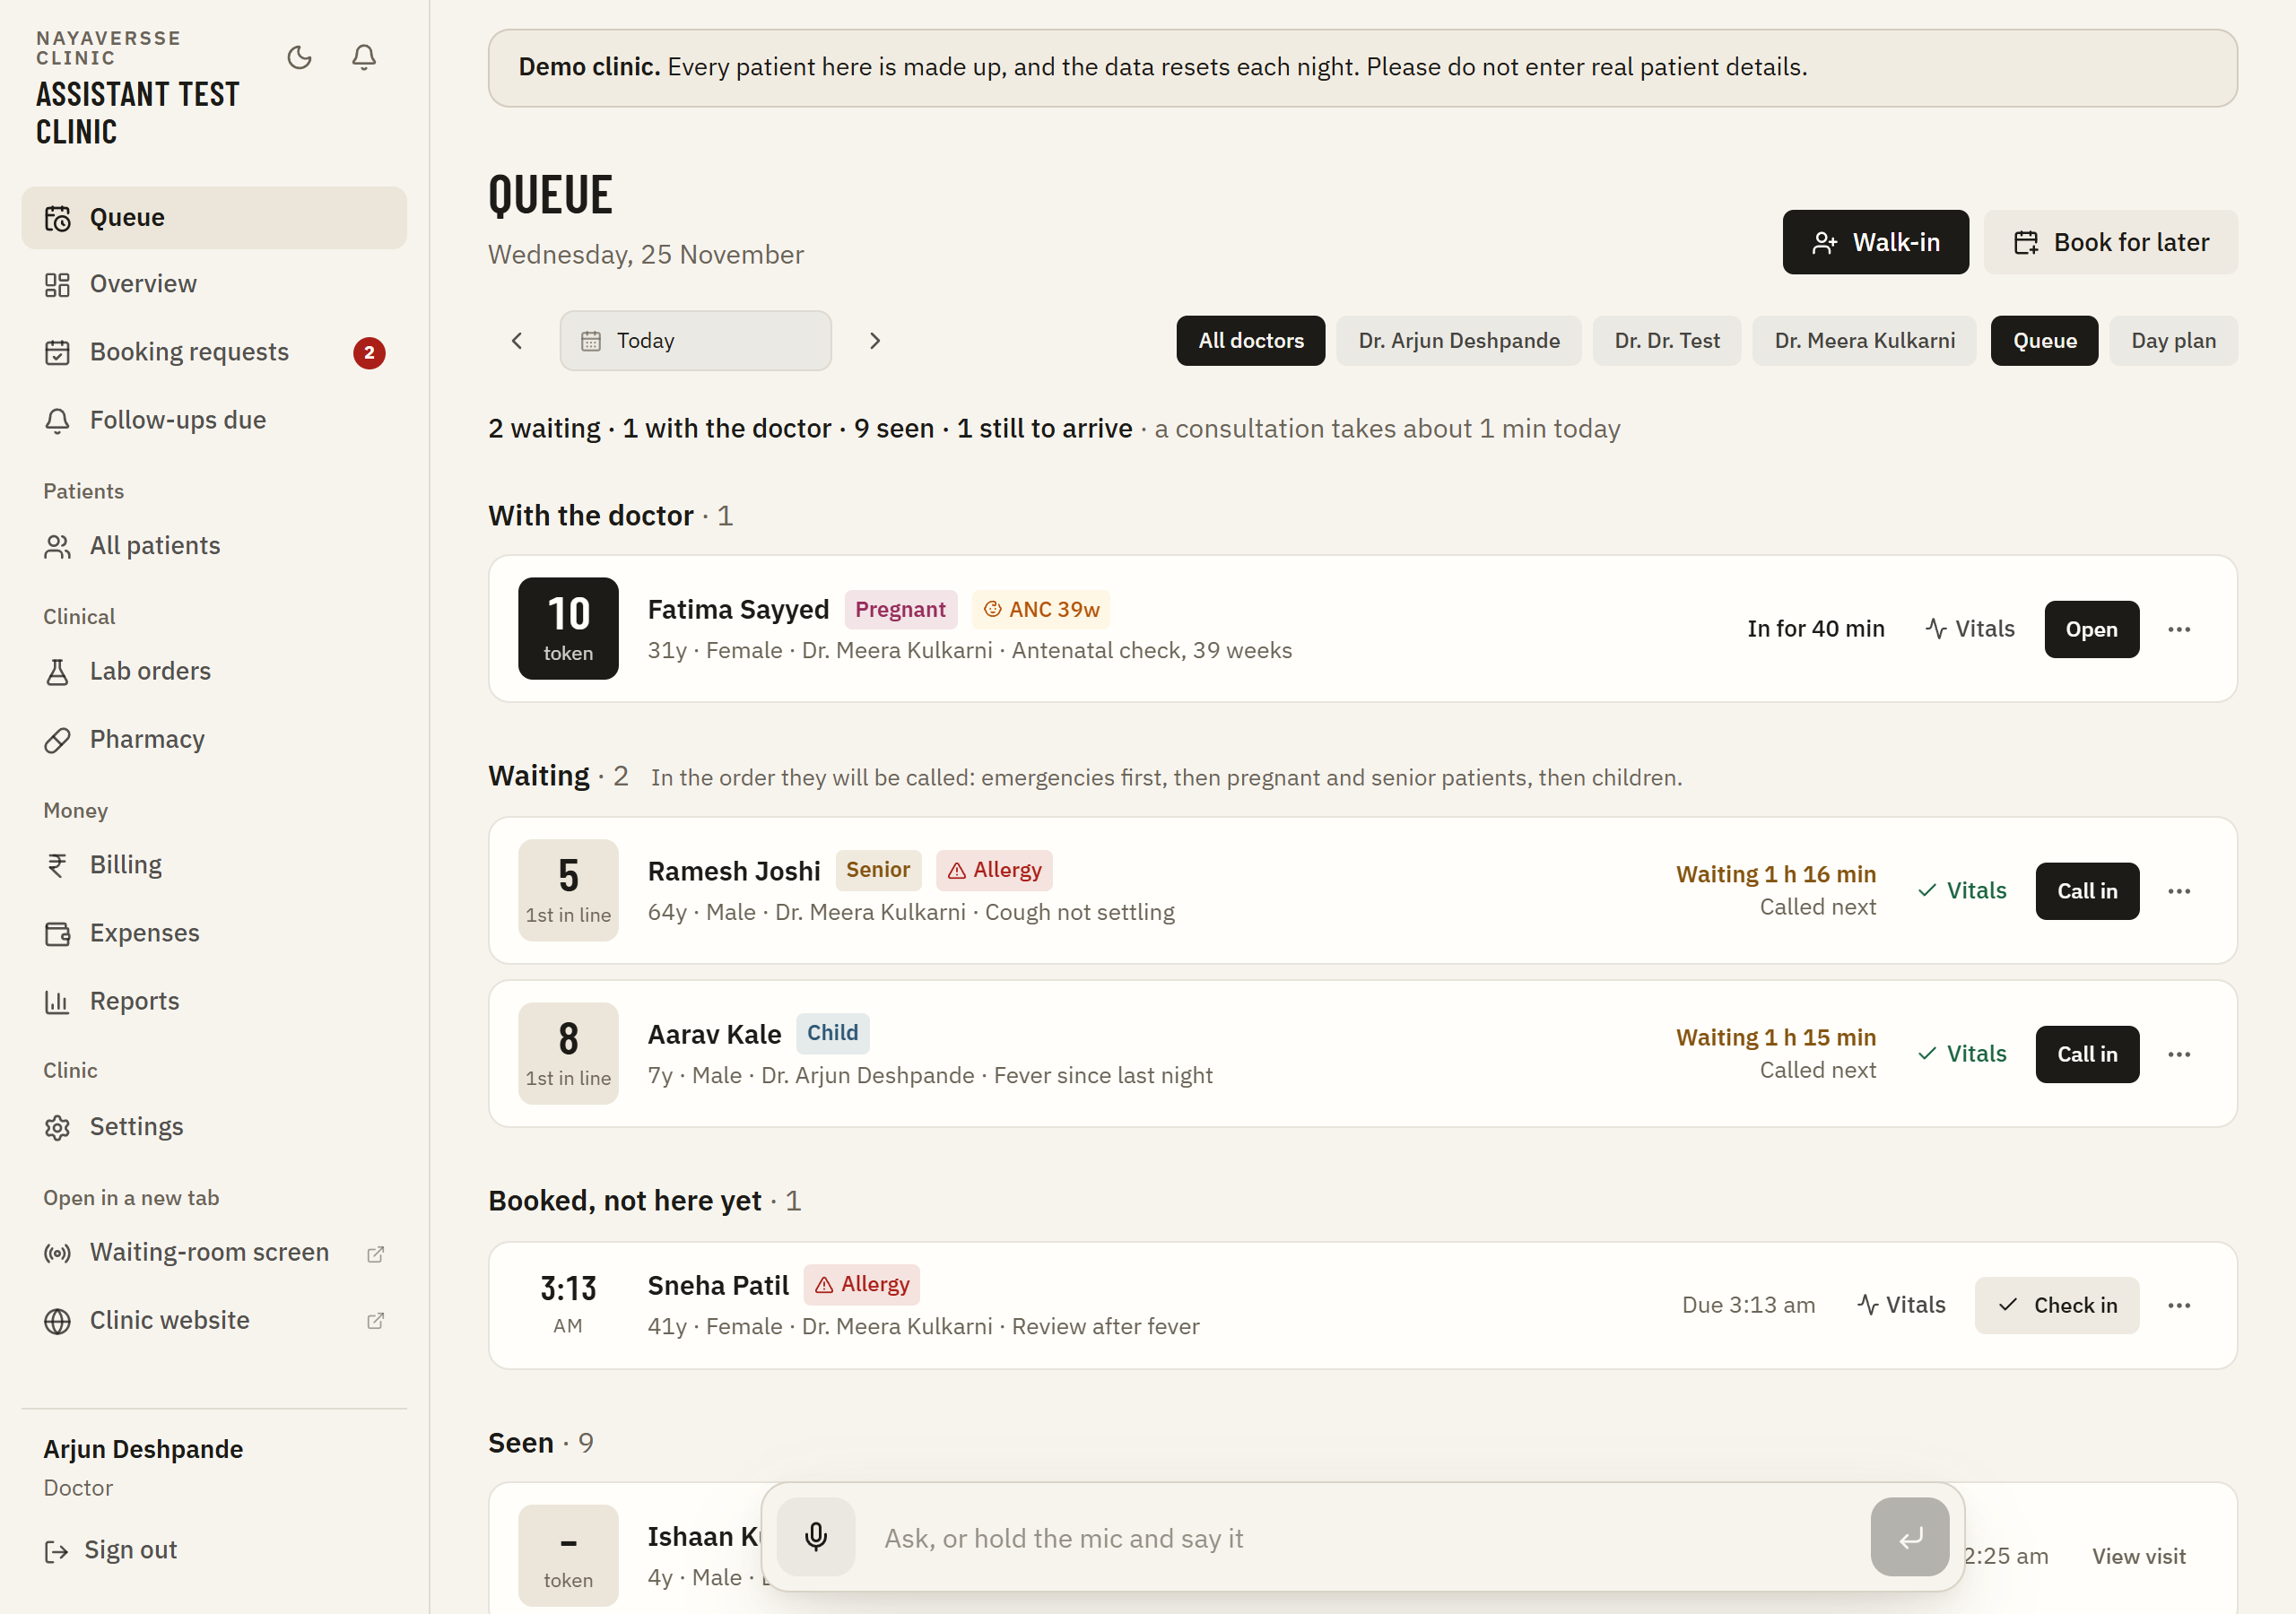 NAYAVERSSE
CLINIC
ASSISTANT TEST
CLINIC
Queue
Overview
Booking requests 2
Follow-ups due
Patients
All patients
Clinical
Lab orders
Pharmacy
Money
Billing
Expenses
Reports
Clinic
Settings
Open in a new tab
Waiting-room screen
Clinic website
Arjun Deshpande
Doctor
Sign out
Demo clinic. Every patient here is made up, and the data resets each night. Please do not enter real patient details.
QUEUE
Wednesday, 25 November
Walk-in Book for later
Today
All doctors Dr. Arjun Deshpande Dr. Dr. Test Dr. Meera Kulkarni Queue Day plan
2 waiting · 1 with the doctor · 9 seen · 1 still to arrive · a consultation takes about 1 min today
With the doctor · 1
10
token
Fatima Sayyed Pregnant ANC 39w
31y · Female · Dr. Meera Kulkarni · Antenatal check, 39 weeks
In for 40 min Vitals Open
Waiting · 2 In the order they will be called: emergencies first, then pregnant and senior patients, then children.
5
1st in line
Ramesh Joshi Senior Allergy
64y · Male · Dr. Meera Kulkarni · Cough not settling
Waiting 1 h 16 min
Called next
Vitals Call in
8
1st in line
Aarav Kale Child
7y · Male · Dr. Arjun Deshpande · Fever since last night
Waiting 1 h 15 min
Called next
Vitals Call in
Booked, not here yet · 1
3:13
AM
Sneha Patil Allergy
41y · Female · Dr. Meera Kulkarni · Review after fever
Due 3:13 am Vitals Check in
Seen · 9
–
token
Ishaan
4y · Male ·
2:25 am View visit
Ask, or hold the mic and say it